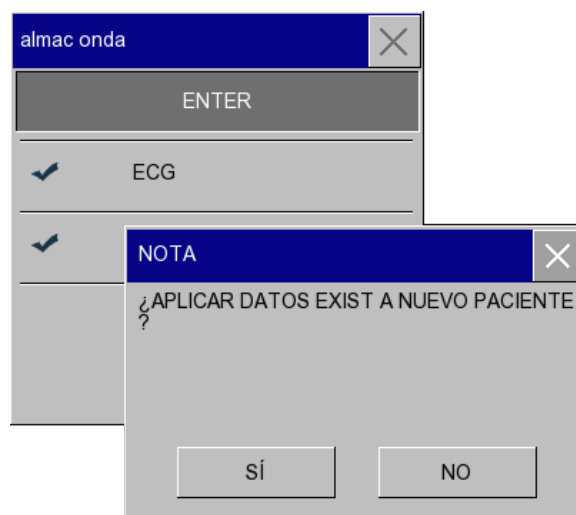 almac onda
ENTER
ECG
NOTA
¿APLICAR DATOS EXIST A NUEVO PACIENTE
?
SÍ
NO